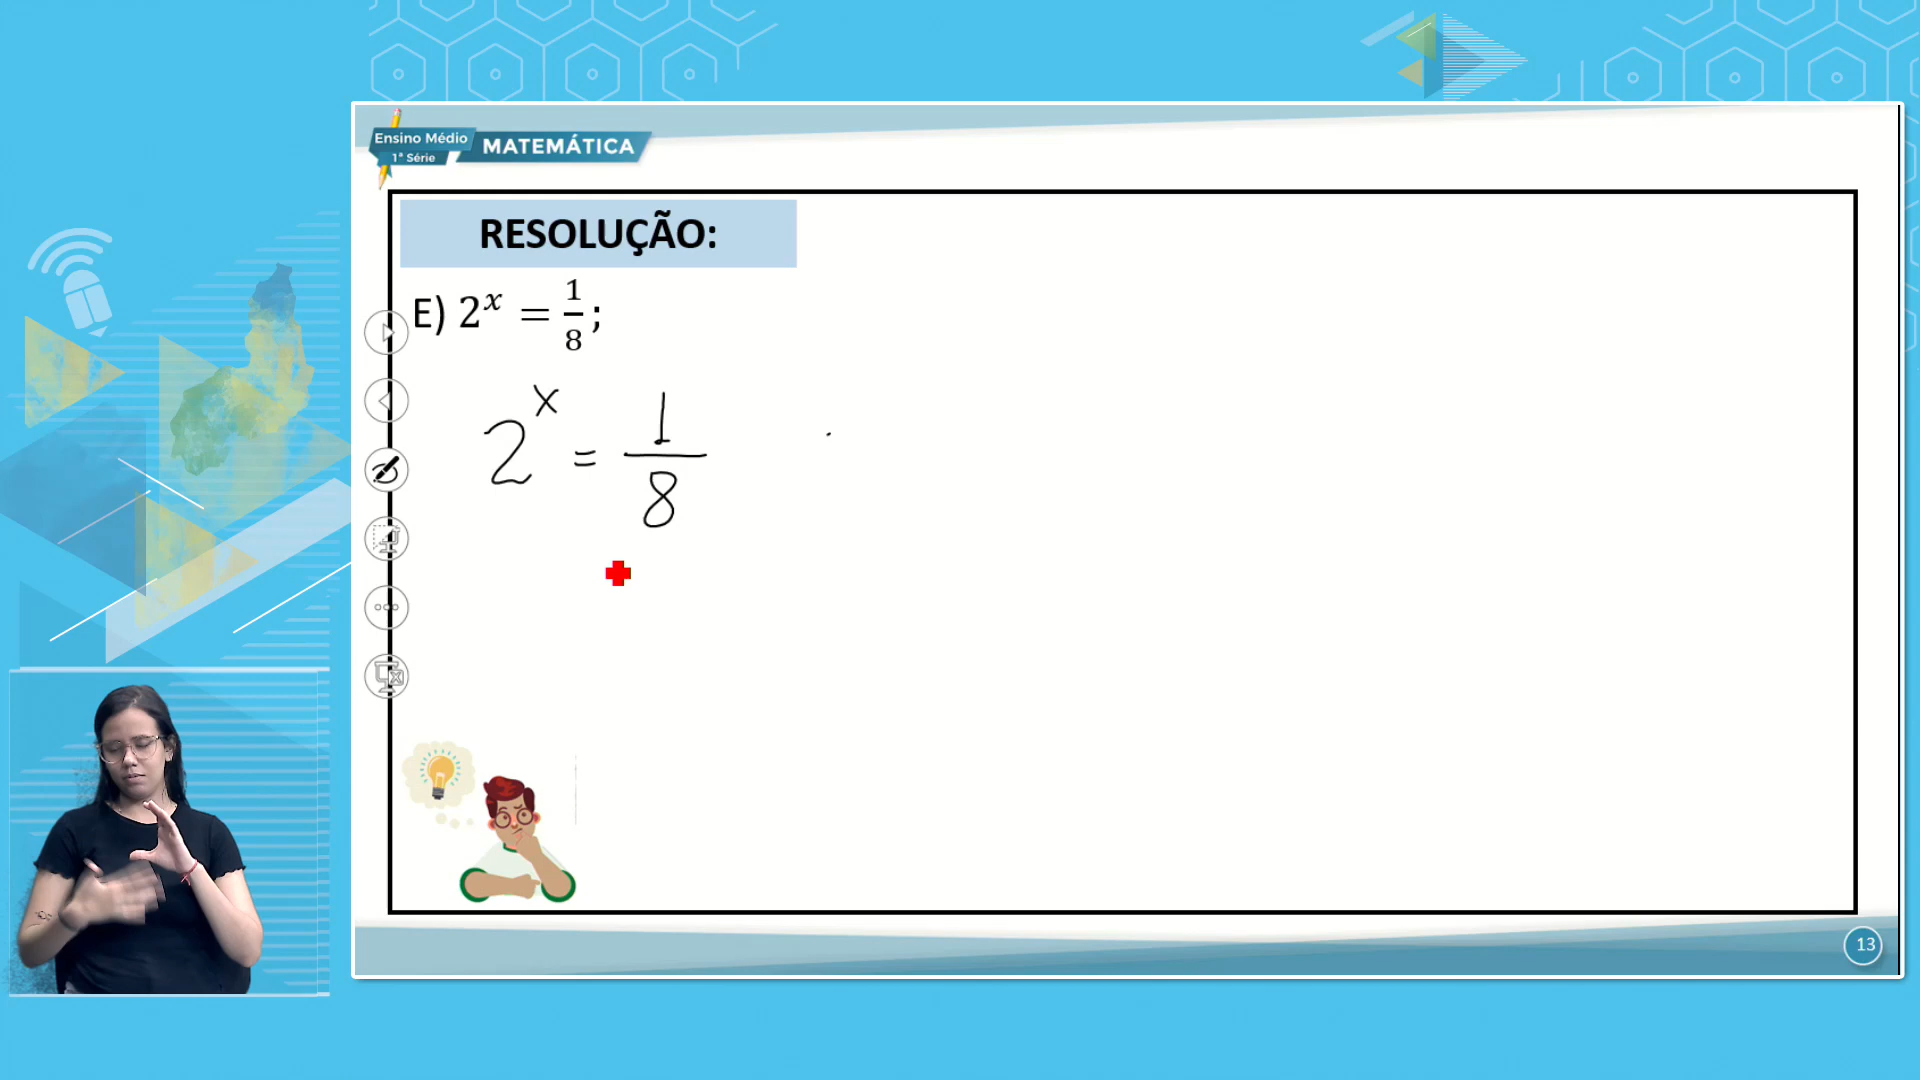 Ensino Médio
1ª Série
MATEMÁTICA
RESOLUÇÃO:
E) 2^x = 1/8;
2^x = 1/8
13